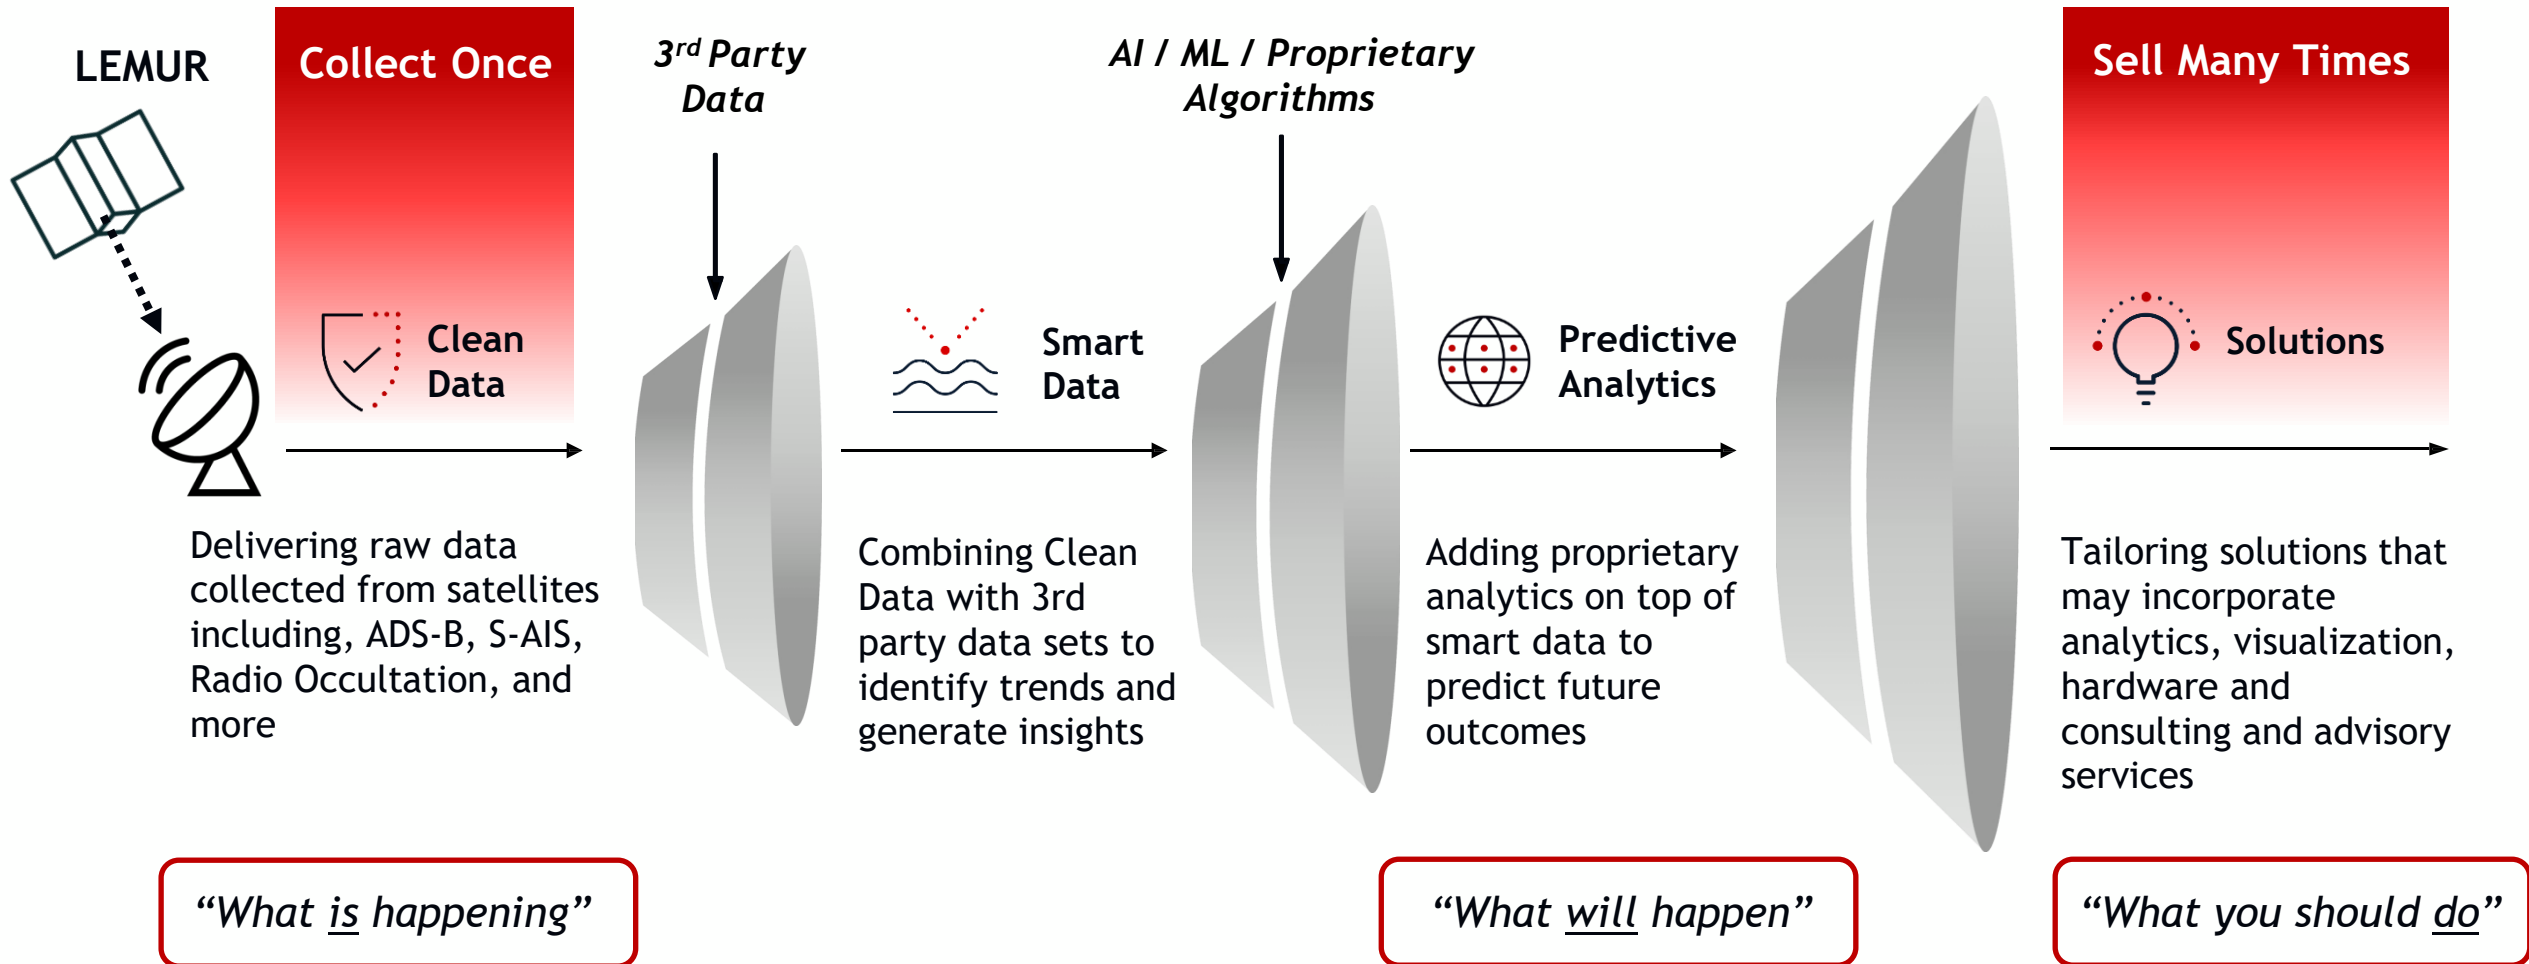 LEMUR
Collect Once
3rd Party
Data
AI / ML / Proprietary
Algorithms
Sell Many Times
Clean
Data
Smart
Data
Predictive
Analytics
Solutions
Delivering raw data
collected from satellites
including, ADS-B, S-AIS,
Radio Occultation, and
more
Combining Clean
Data with 3rd
party data sets to
identify trends and
generate insights
Adding proprietary
analytics on top of
smart data to
predict future
outcomes
Tailoring solutions that
may incorporate
analytics, visualization,
hardware and
consulting and advisory
services
“What is happening”
“What will happen”
“What you should do”